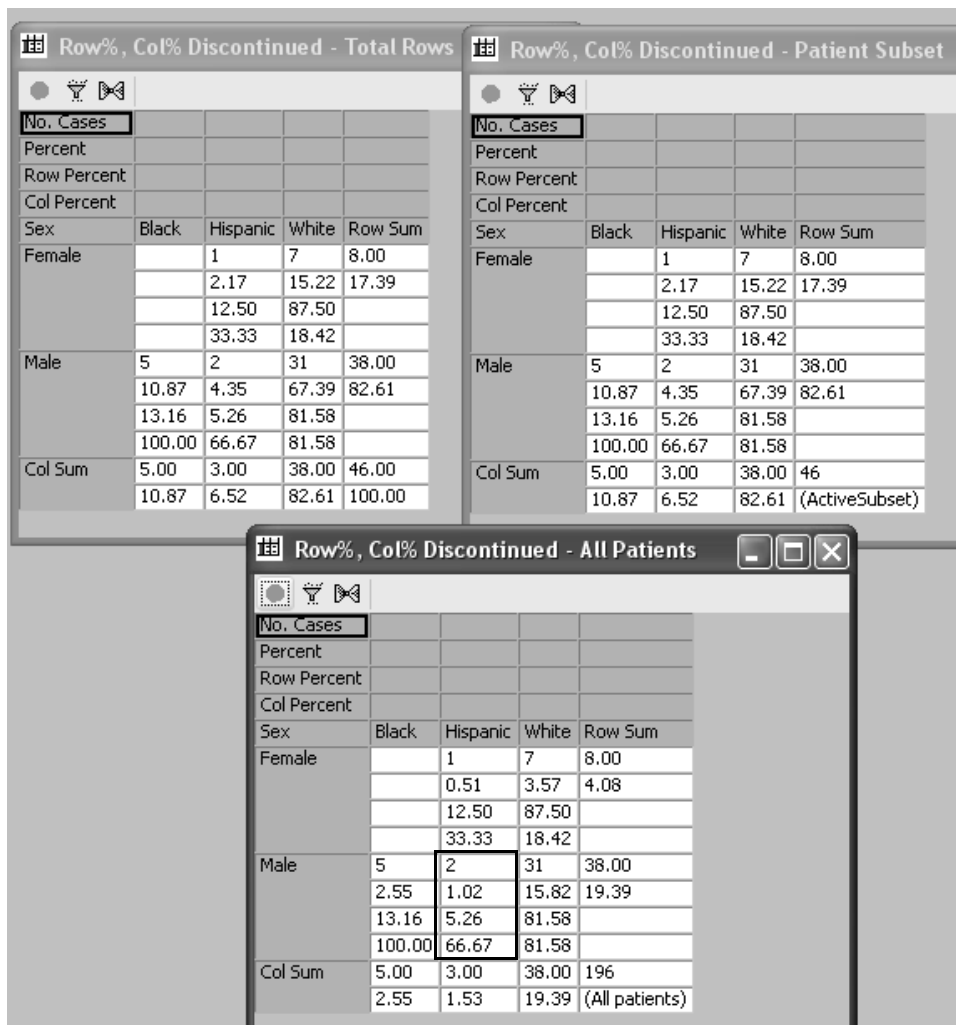 Row%, Col% Discontinued - Total Rows
No. Cases
Percent
Row Percent
Col Percent
Sex Black Hispanic White Row Sum
Female 1 7 8.00
2.17 15.22 17.39
12.50 87.50
33.33 18.42
Male 5 2 31 38.00
10.87 4.35 67.39 82.61
13.16 5.26 81.58
100.00 66.67 81.58
Col Sum 5.00 3.00 38.00 46.00
10.87 6.52 82.61 100.00
Row%, Col% Discontinued - Patient Subset
No. Cases
Percent
Row Percent
Col Percent
Sex Black Hispanic White Row Sum
Female 1 7 8.00
2.17 15.22 17.39
12.50 87.50
33.33 18.42
Male 5 2 31 38.00
10.87 4.35 67.39 82.61
13.16 5.26 81.58
100.00 66.67 81.58
Col Sum 5.00 3.00 38.00 46
10.87 6.52 82.61 (ActiveSubset)
Row%, Col% Discontinued - All Patients
No. Cases
Percent
Row Percent
Col Percent
Sex Black Hispanic White Row Sum
Female 1 7 8.00
0.51 3.57 4.08
12.50 87.50
33.33 18.42
Male 5 2 31 38.00
2.55 1.02 15.82 19.39
13.16 5.26 81.58
100.00 66.67 81.58
Col Sum 5.00 3.00 38.00 196
2.55 1.53 19.39 (All patients)